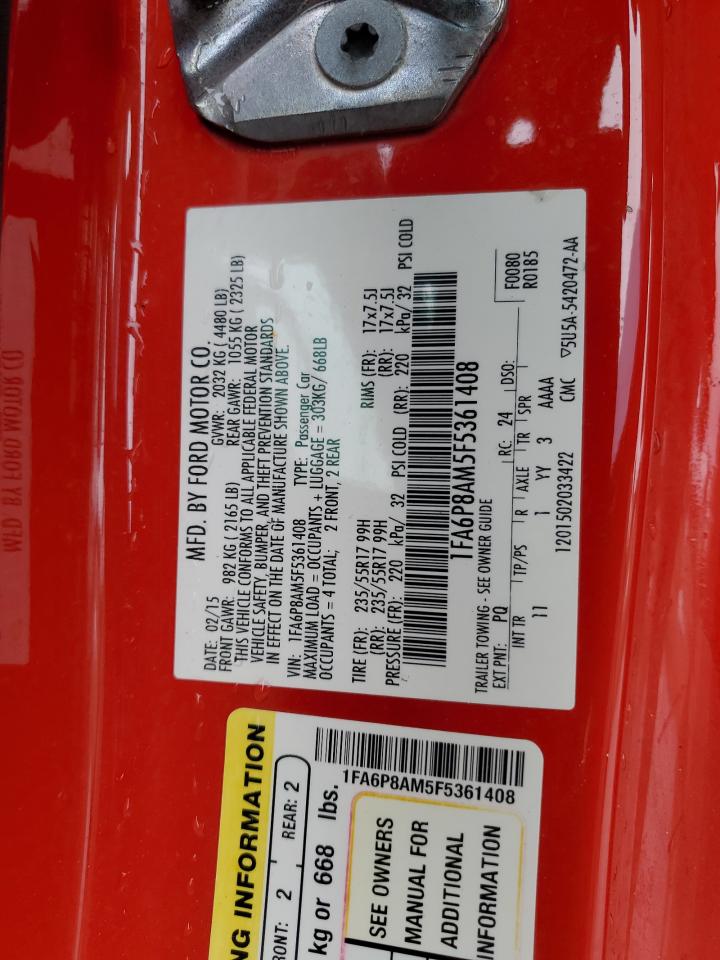 MFD. BY FORD MOTOR CO.
DATE: 02/15 GVWR: 2032 KG ( 4480 LB)
FRONT GAWR: 982 KG ( 2165 LB) REAR GAWR: 1055 KG ( 2325 LB)
THIS VEHICLE CONFORMS TO ALL APPLICABLE FEDERAL MOTOR
VEHICLE SAFETY, BUMPER, AND THEFT PREVENTION STANDARDS
IN EFFECT ON THE DATE OF MANUFACTURE SHOWN ABOVE.
VIN: 1FA6P8AM5F5361408 TYPE: Passenger Car
MAXIMUM LOAD = OCCUPANTS + LUGGAGE = 303KG/ 668LB
OCCUPANTS = 4 TOTAL; 2 FRONT, 2 REAR
TIRE (FR): 235/55R17 99H RIMS (FR): 17x7.5J
(RR): 235/55R17 99H (RR): 17x7.5J
PRESSURE (FR): 220 kPa/ 32 PSI COLD (RR): 220 kPa/ 32 PSI COLD
1FA6P8AM5F5361408
TRAILER TOWING - SEE OWNER GUIDE
F0080
R0185
EXT PNT: PQ RC: 24 DSO:
INT TR TP/PS R AXLE TR SPR
11 1 YY 3 AAAA
1201502033422 CMC ▽5U5A-5420472-AA
NG INFORMATION
RONT: 2 REAR: 2
kg or 668 lbs.
1FA6P8AM5F5361408
SEE OWNERS
MANUAL FOR
ADDITIONAL
INFORMATION